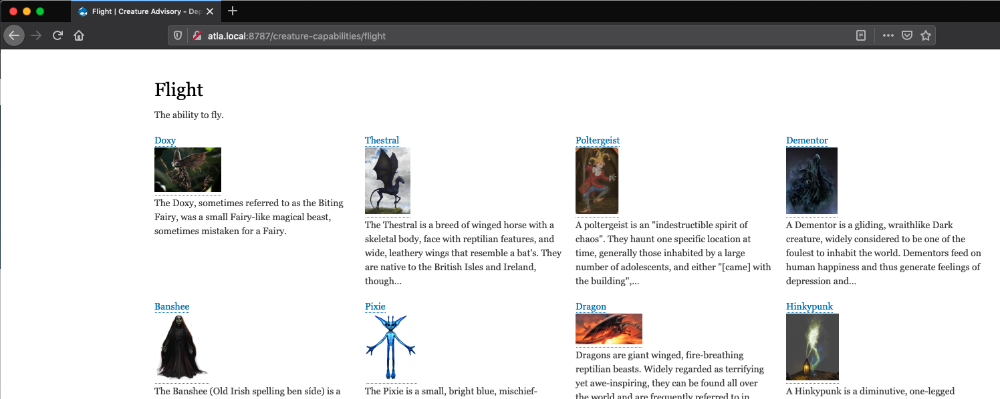 Flight | Creature Advisory - Dep
atla.local:8787/creature-capabilities/flight
Flight
The ability to fly.
Doxy
The Doxy, sometimes referred to as the Biting
Fairy, was a small Fairy-like magical beast,
sometimes mistaken for a Fairy.
Thestral
The Thestral is a breed of winged horse with a
skeletal body, face with reptilian features, and
wide, leathery wings that resemble a bat's. They
are native to the British Isles and Ireland,
though...
Poltergeist
A poltergeist is an "indestructible spirit of
chaos". They haunt one specific location at
time, generally those inhabited by a large
number of adolescents, and either "[came] with
the building",...
Dementor
A Dementor is a gliding, wraithlike Dark
creature, widely considered to be one of the
foulest to inhabit the world. Dementors feed on
human happiness and thus generate feelings of
depression and...
Banshee
The Banshee (Old Irish spelling ben síde) is a
Pixie
The Pixie is a small, bright blue, mischief-
Dragon
Dragons are giant winged, fire-breathing
reptilian beasts. Widely regarded as terrifying
yet awe-inspiring, they can be found all over
the world and are frequently referred to in
Hinkypunk
A Hinkypunk is a diminutive, one-legged